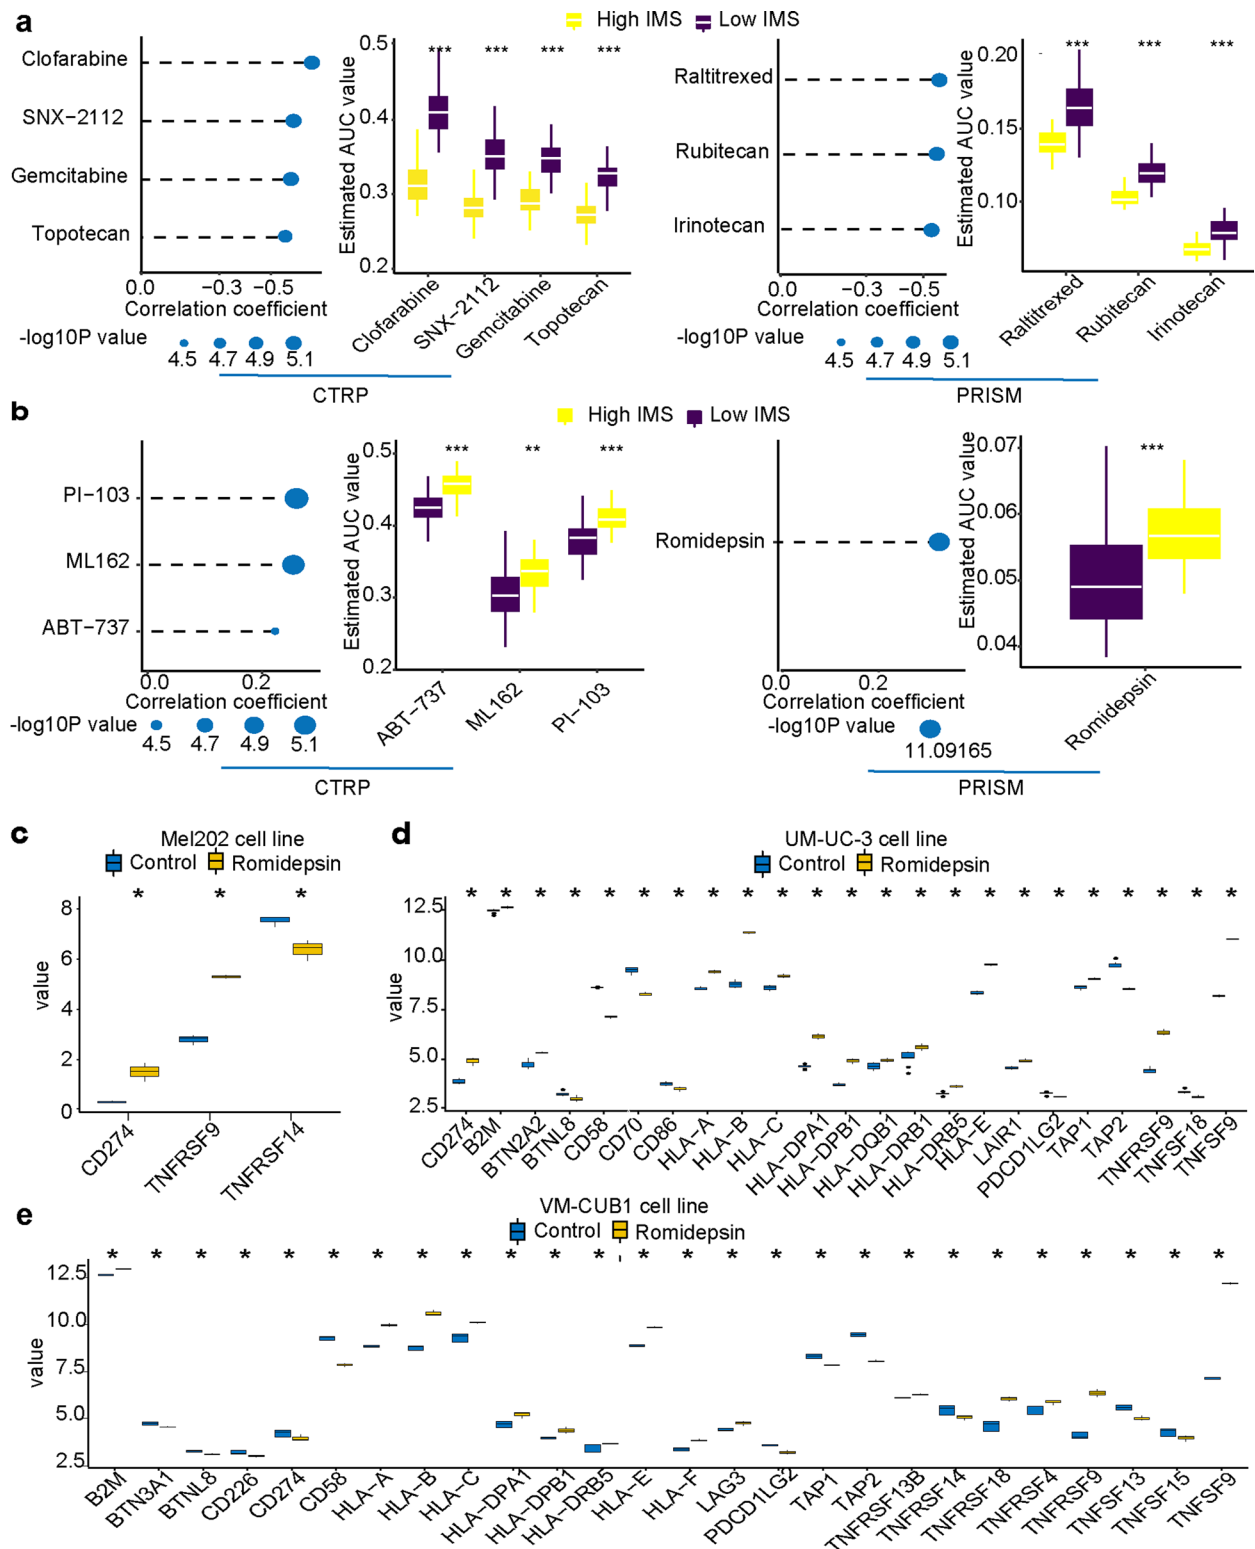 a
High IMS Low IMS
Clofarabine
SNX−2112
Gemcitabine
Topotecan
0.0 −0.3 −0.5
Correlation coefficient
-log10P value
4.5 4.7 4.9 5.1
Estimated AUC value
0.5
0.4
0.3
0.2
*** *** *** ***
Clofarabine
SNX−2112
Gemcitabine
Topotecan
CTRP
Raltitrexed
Rubitecan
Irinotecan
0.0 −0.3 −0.5
Correlation coefficient
-log10P value
4.5 4.7 4.9 5.1
Estimated AUC value
0.20
0.15
0.10
*** *** ***
Raltitrexed
Rubitecan
Irinotecan
PRISM
b
High IMS Low IMS
PI−103
ML162
ABT−737
0.0 0.2
Correlation coefficient
-log10P value
4.5 4.7 4.9 5.1
Estimated AUC value
0.5
0.4
0.3
0.2
*** ** ***
ABT−737
ML162
PI−103
CTRP
Romidepsin
0.0 0.2
Correlation coefficient
-log10P value
11.09165
Estimated AUC value
0.07
0.06
0.05
0.04
***
Romidepsin
PRISM
c
Mel202 cell line
Control Romidepsin
* * *
value
8
6
4
2
0
CD274
TNFRSF9
TNFRSF14
d
UM-UC-3 cell line
Control Romidepsin
* * * * * * * * * * * * * * * * * * * * * * *
value
12.5
10.0
7.5
5.0
2.5
CD274
B2M
BTN2A2
BTNL8
CD58
CD70
CD86
HLA−A
HLA−B
HLA−C
HLA−DPA1
HLA−DPB1
HLA−DQB1
HLA−DRB1
HLA−DRB5
HLA−E
LAIR1
PDCD1LG2
TAP1
TAP2
TNFRSF9
TNFSF18
TNFSF9
e
VM-CUB1 cell line
Control Romidepsin
* * * * * * * * * * * * * * * * * * * * * * * * * *
value
12.5
10.0
7.5
5.0
2.5
B2M
BTN3A1
BTNL8
CD226
CD274
CD58
HLA−A
HLA−B
HLA−C
HLA−DPA1
HLA−DPB1
HLA−DRB5
HLA−E
HLA−F
LAG3
PDCD1LG2
TAP1
TAP2
TNFRSF13B
TNFRSF14
TNFRSF18
TNFRSF4
TNFRSF9
TNFSF13
TNFSF15
TNFSF9